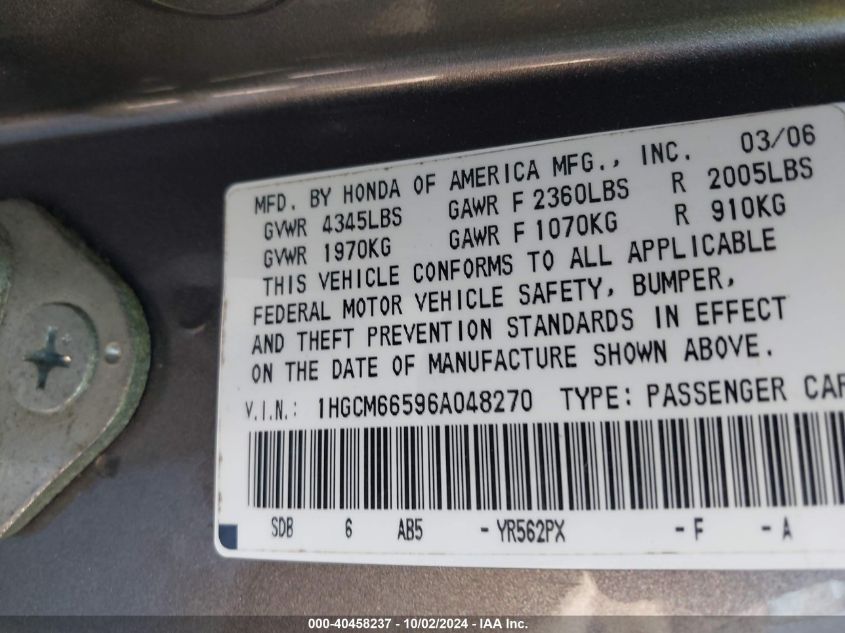 MFD. BY HONDA OF AMERICA MFG., INC. 03/06
GVWR 4345LBS GAWR F 2360LBS R 2005LBS
GVWR 1970KG GAWR F 1070KG R 910KG
THIS VEHICLE CONFORMS TO ALL APPLICABLE
FEDERAL MOTOR VEHICLE SAFETY, BUMPER,
AND THEFT PREVENTION STANDARDS IN EFFECT
ON THE DATE OF MANUFACTURE SHOWN ABOVE.
V.I.N.: 1HGCM66596A048270 TYPE: PASSENGER CAR
SDB 6 AB5 - YR562PX - F - A
000-40458237 - 10/02/2024 - IAA Inc.